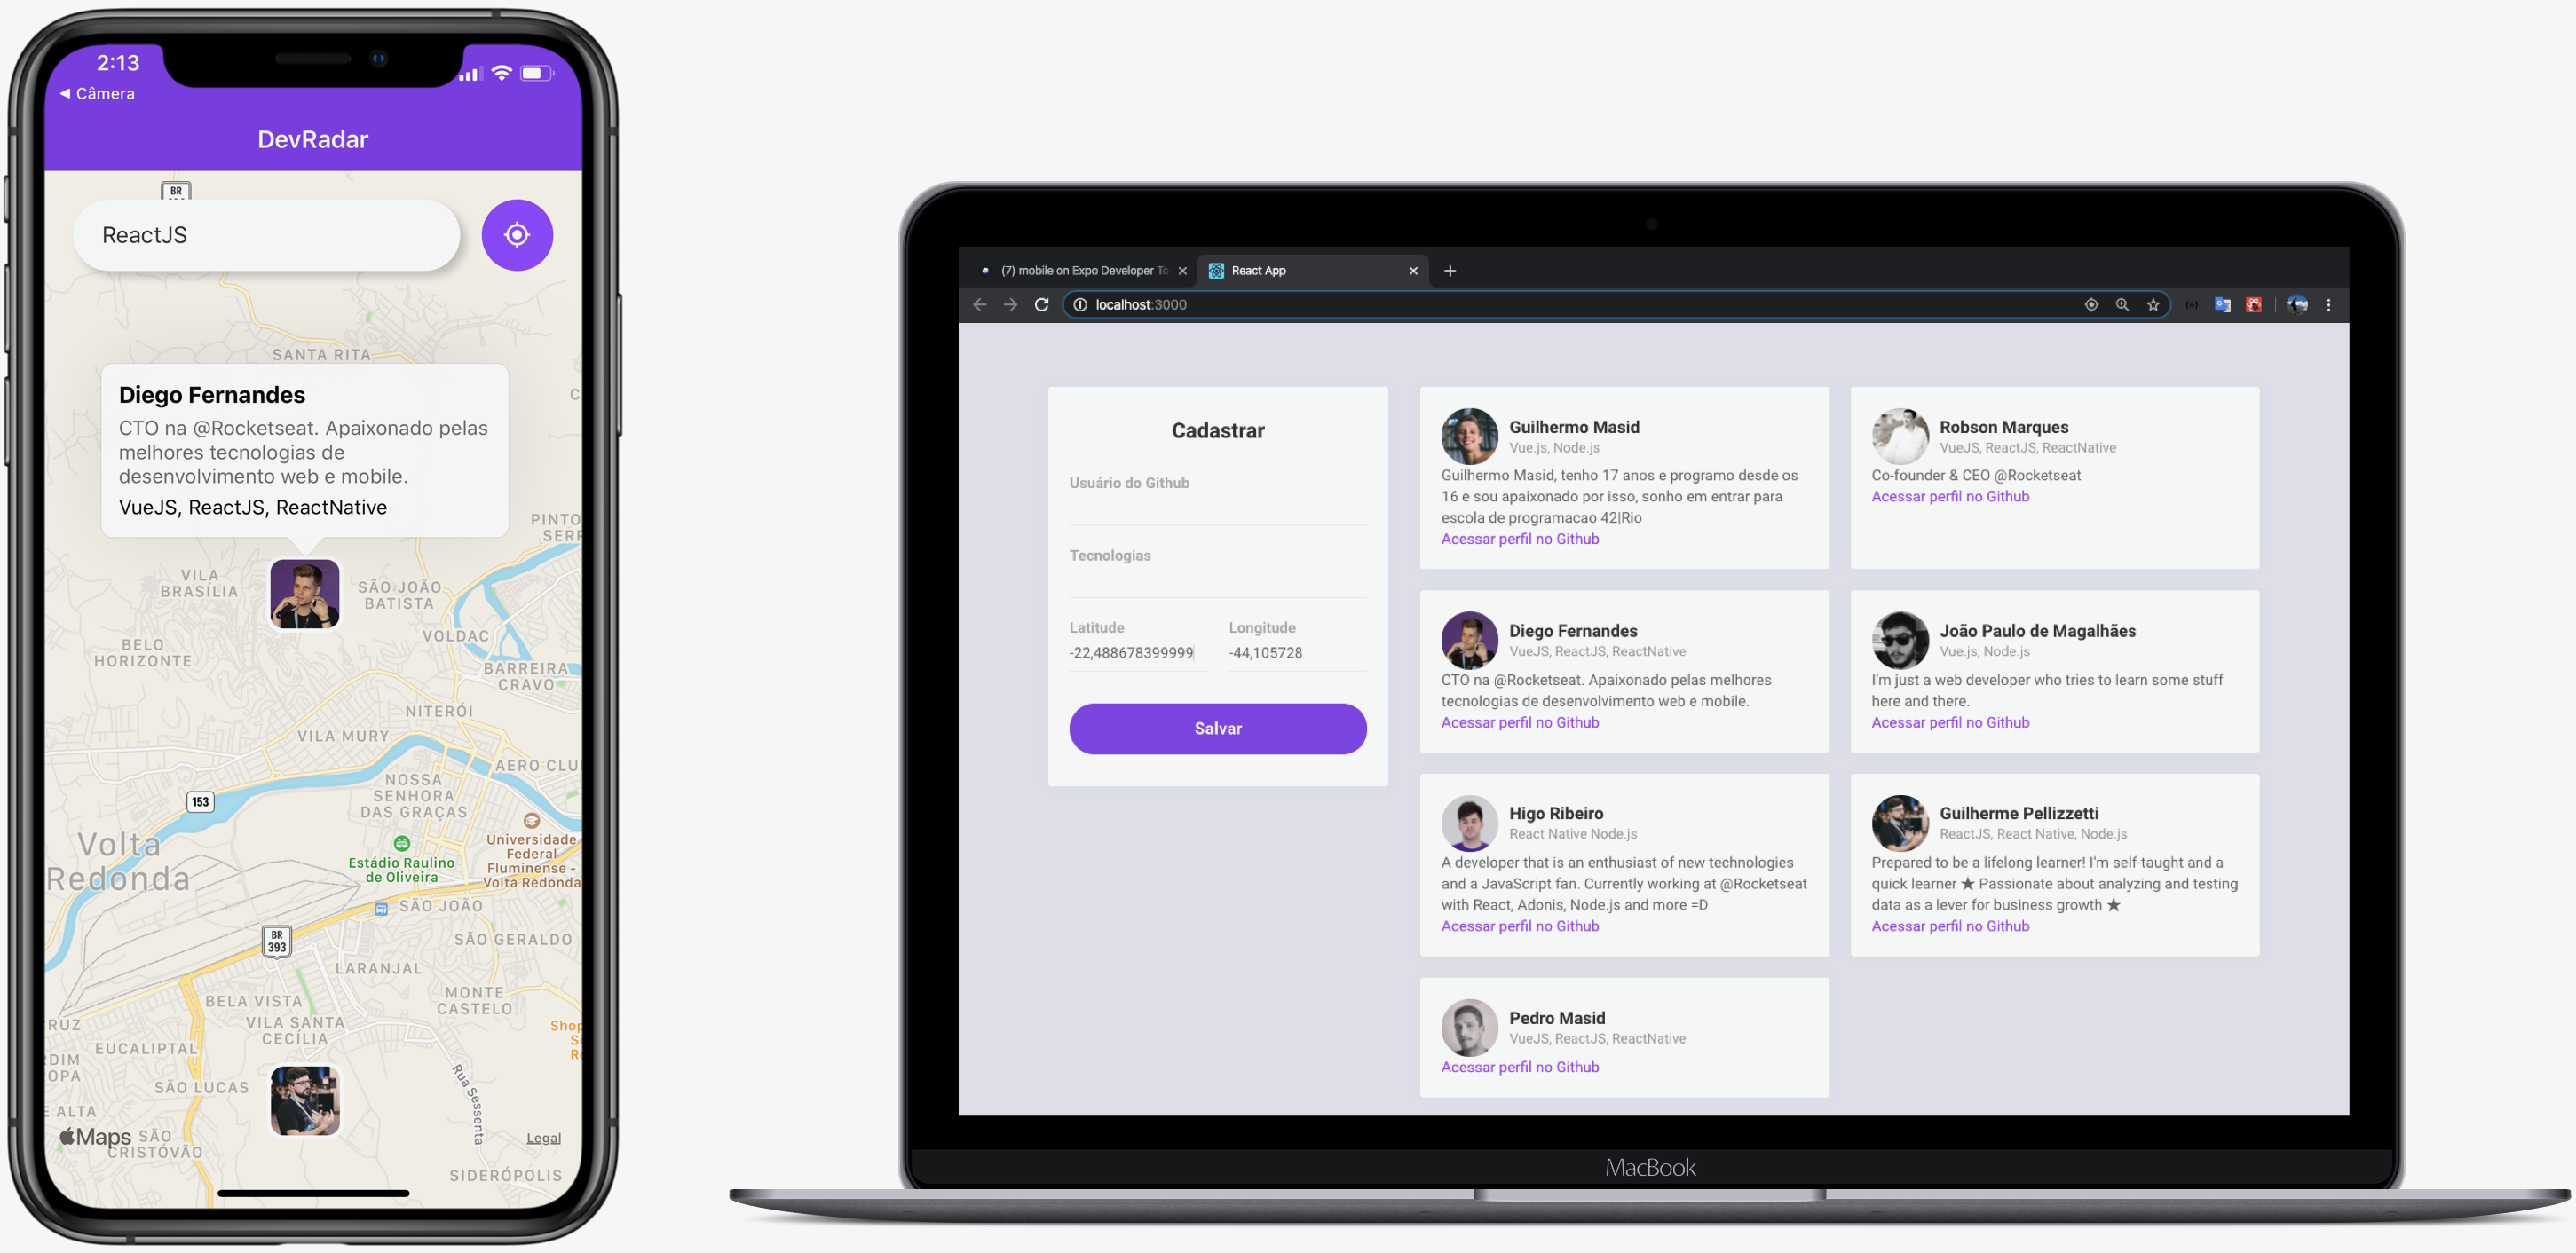 2:13
◀ Câmera
DevRadar
BR
ReactJS
SANTA RITA
C
Diego Fernandes
CTO na @Rocketseat. Apaixonado pelas
melhores tecnologias de
desenvolvimento web e mobile.
VueJS, ReactJS, ReactNative
PINTO
SERR
VILA
BRASÍLIA
SÃO JOÃO
BATISTA
VOLDAC
BELO
HORIZONTE
BARREIRA
CRAVO
NITERÓI
VILA MURY
AERO CLU
NOSSA
SENHORA
DAS GRAÇAS
153
Volta
Redonda
Estádio Raulino
de Oliveira
Universidade
Federal
Fluminense -
Volta Redonda
SÃO JOÃO
BR
393
SÃO GERALDO
LARANJAL
MONTE
CASTELO
BELA VISTA
VILA SANTA
CECÍLIA
RUZ
Shop
S
Re
EUCALIPTAL
DIM
OPA
SÃO LUCAS
Rua Sessenta
E ALTA
Maps
SÃO
CRISTÓVÃO
Legal
SIDERÓPOLIS
(7) mobile on Expo Developer To
React App
localhost:3000
Cadastrar
Usuário do Github
Tecnologias
Latitude Longitude
-22,488678399999 -44,105728
Salvar
Guilhermo Masid
Vue.js, Node.js
Guilhermo Masid, tenho 17 anos e programo desde os
16 e sou apaixonado por isso, sonho em entrar para
escola de programacao 42|Rio
Acessar perfil no Github
Robson Marques
VueJS, ReactJS, ReactNative
Co-founder & CEO @Rocketseat
Acessar perfil no Github
Diego Fernandes
VueJS, ReactJS, ReactNative
CTO na @Rocketseat. Apaixonado pelas melhores
tecnologias de desenvolvimento web e mobile.
Acessar perfil no Github
João Paulo de Magalhães
Vue.js, Node.js
I'm just a web developer who tries to learn some stuff
here and there.
Acessar perfil no Github
Higo Ribeiro
React Native Node.js
A developer that is an enthusiast of new technologies
and a JavaScript fan. Currently working at @Rocketseat
with React, Adonis, Node.js and more =D
Acessar perfil no Github
Guilherme Pellizzetti
ReactJS, React Native, Node.js
Prepared to be a lifelong learner! I'm self-taught and a
quick learner ★ Passionate about analyzing and testing
data as a lever for business growth ★
Acessar perfil no Github
Pedro Masid
VueJS, ReactJS, ReactNative
Acessar perfil no Github
MacBook